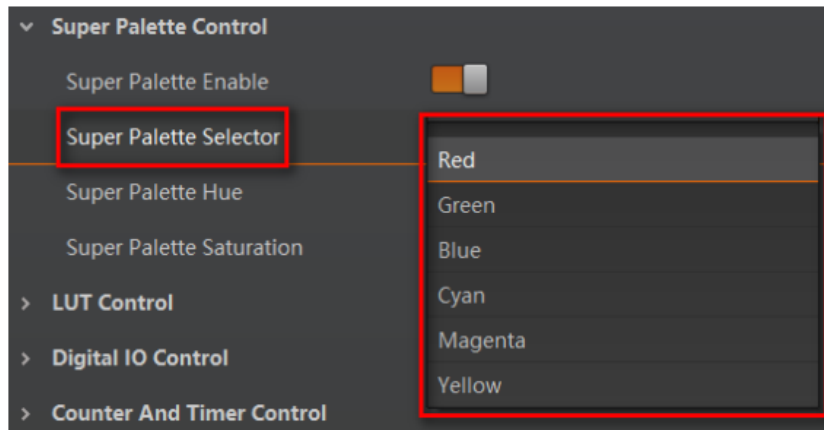 Super Palette Control
Super Palette Enable
Super Palette Selector
Red
Super Palette Hue
Green
Super Palette Saturation
Blue
LUT Control
Cyan
Magenta
Digital IO Control
Yellow
Counter And Timer Control